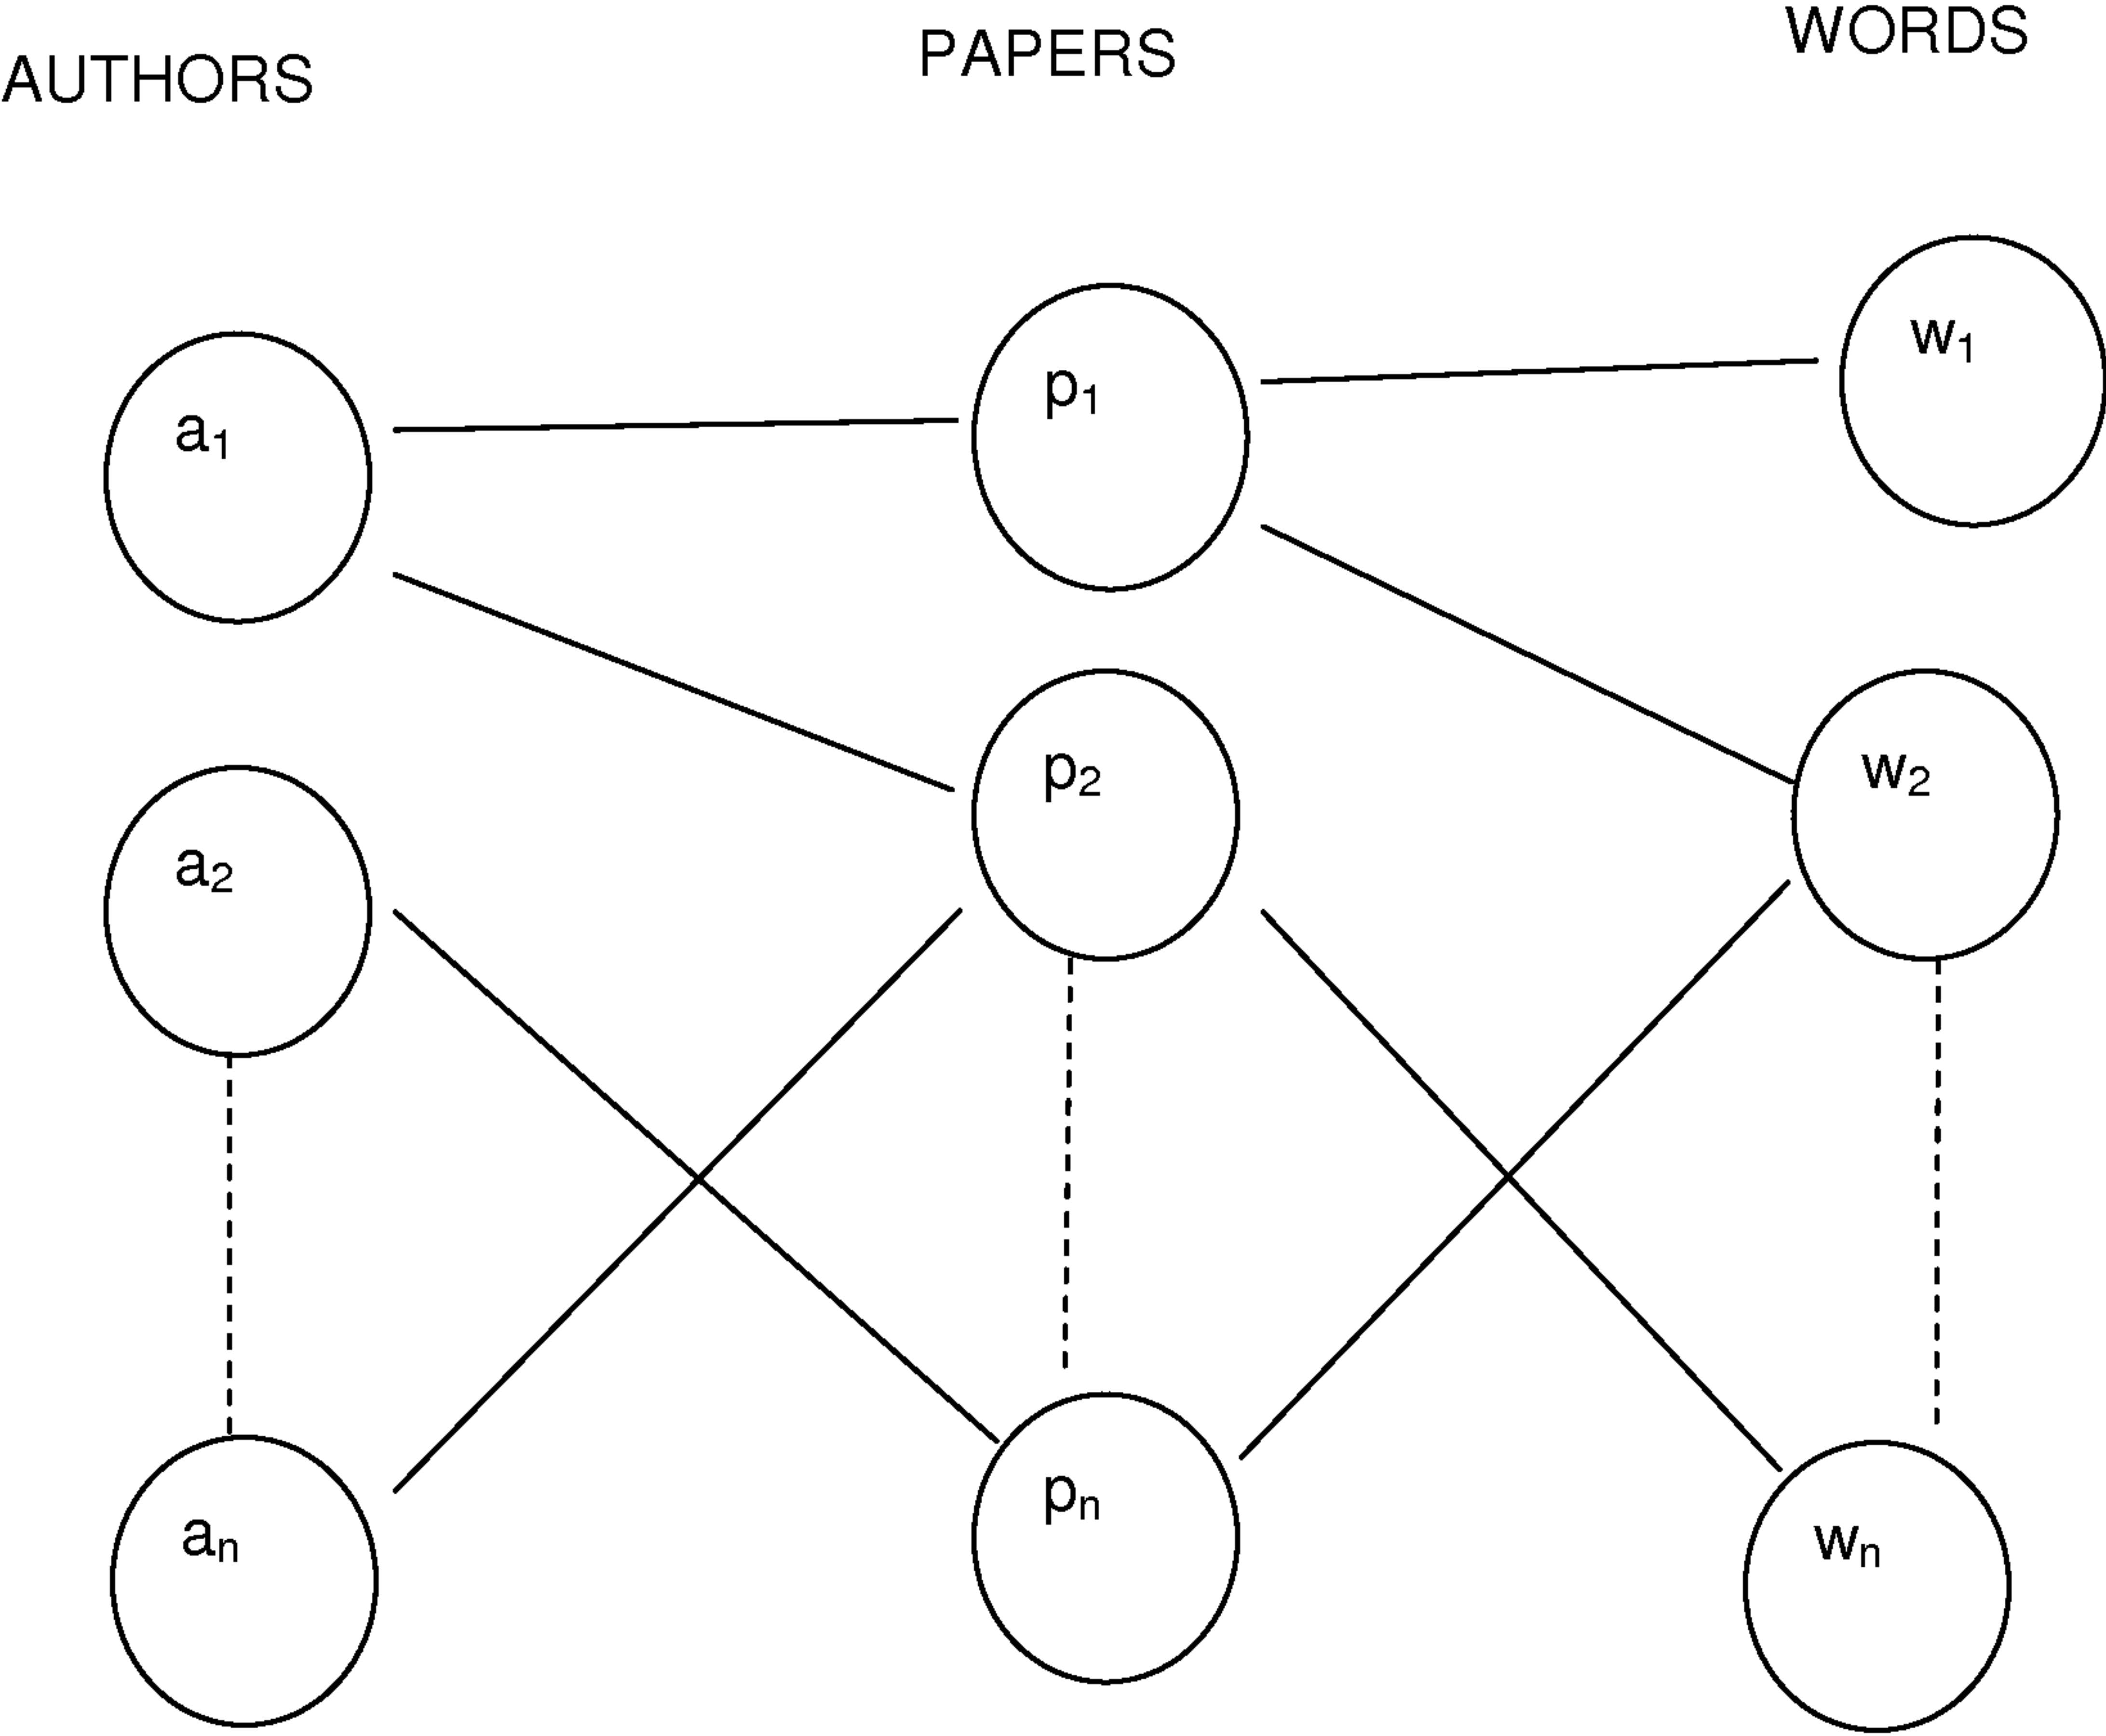 AUTHORS PAPERS WORDS
a₁ p₁ w₁
a₂ p₂ w₂
aₙ pₙ wₙ